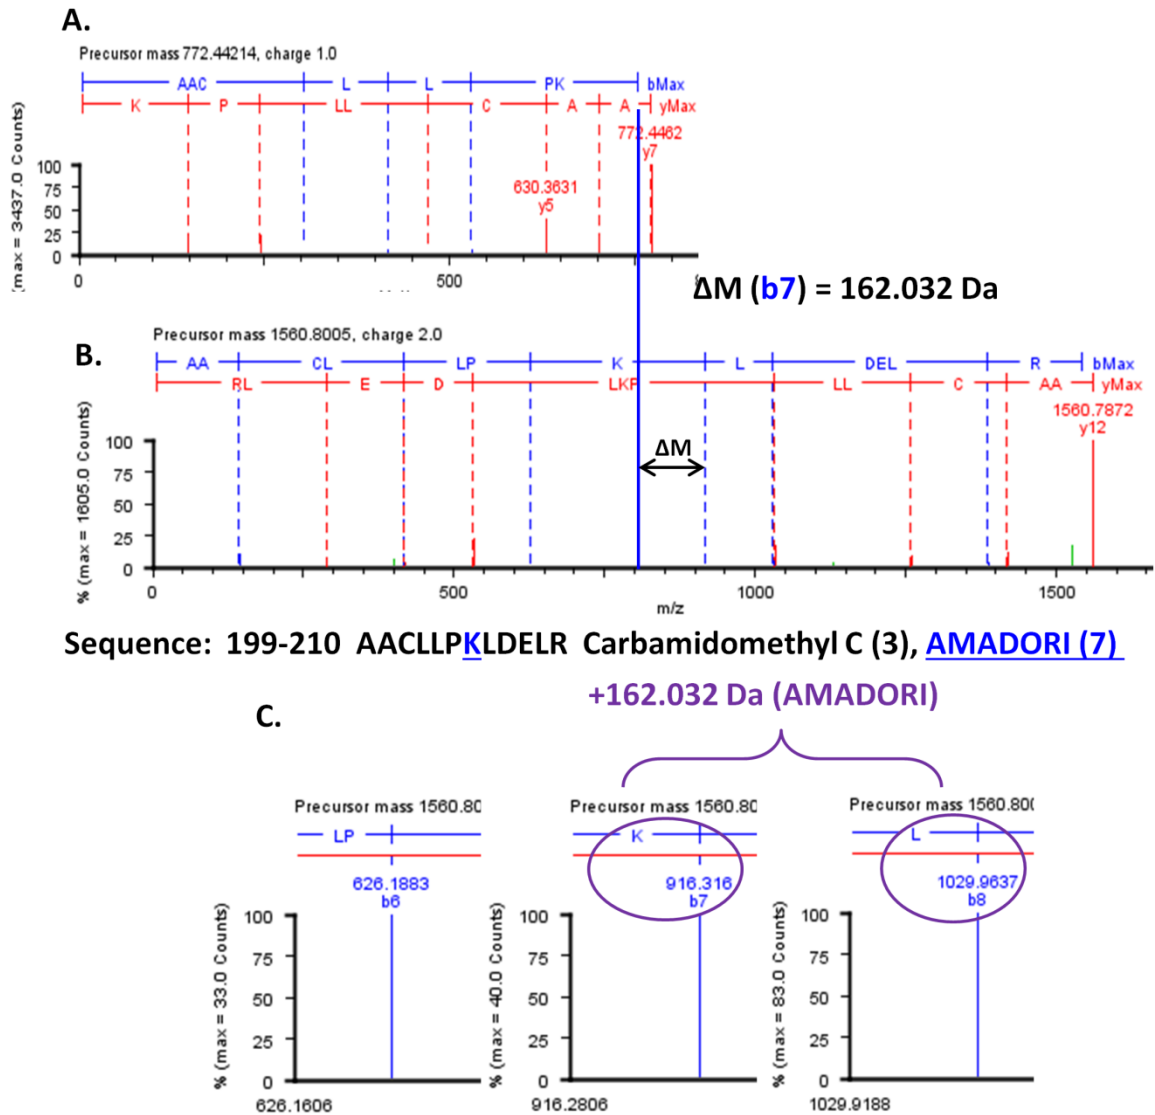 A.
Precursor mass 772.44214, charge 1.0
AAC L L PK bMax
K P LL C A A yMax
772.4462
y7
630.3631
y5
(max = 3437.0 Counts)
100
75
50
25
0
0 500
ΔM (b7) = 162.032 Da
Precursor mass 1560.8005, charge 2.0
B.
AA CL LP K L DEL R bMax
RL E D LKP LL C AA yMax
1560.7872
y12
ΔM
% (max = 1605.0 Counts)
100
75
50
25
0
0 500 1000 1500
m/z
Sequence: 199-210 AACLLPKLDELR Carbamidomethyl C (3), AMADORI (7)
+162.032 Da (AMADORI)
C.
Precursor mass 1560.80
LP
626.1883
b6
% (max = 33.0 Counts)
100
75
50
25
0
626.1606
Precursor mass 1560.80
K
916.316
b7
% (max = 40.0 Counts)
100
75
50
25
0
916.2806
Precursor mass 1560.800
L
1029.9637
b8
% (max = 83.0 Counts)
100
75
50
25
0
1029.9188